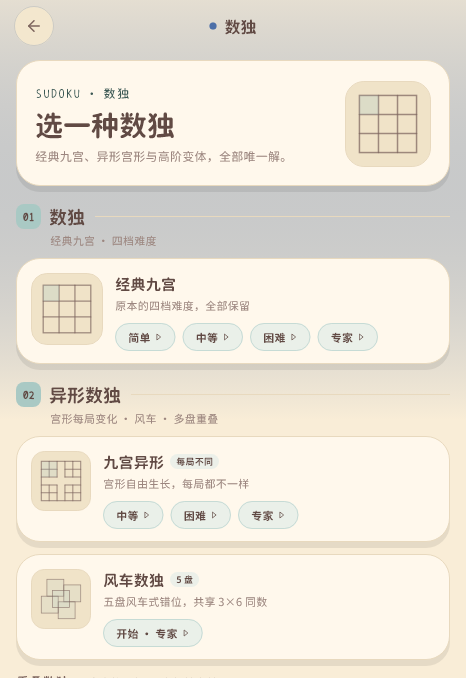 数独
SUDOKU · 数独
选一种数独
经典九宫、异形宫形与高阶变体，全部唯一解。
01 数独
经典九宫 · 四档难度
经典九宫
原本的四档难度，全部保留
简单 中等 困难 专家
02 异形数独
宫形每局变化 · 风车 · 多盘重叠
九宫异形 每局不同
宫形自由生长，每局都不一样
中等 困难 专家
风车数独 5 盘
五盘风车式错位，共享 3×6 同数
开始 · 专家